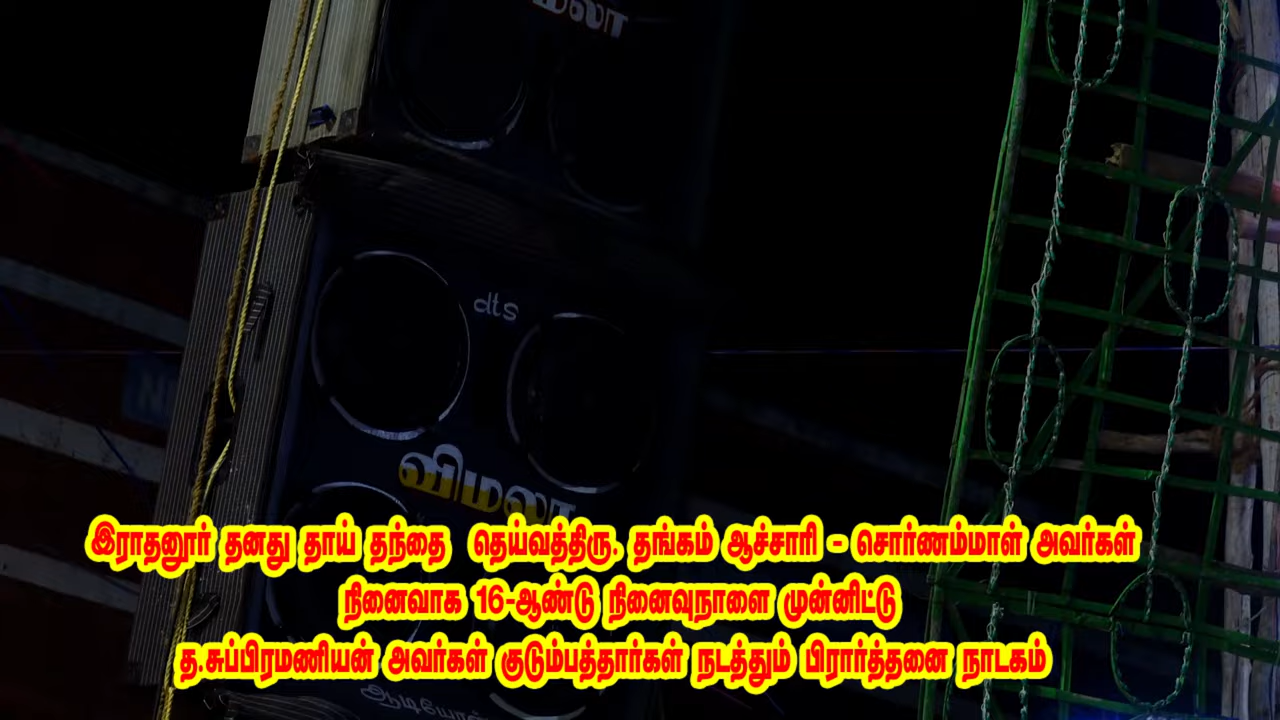 விமலா
dts
விமலா
இராதனூர் தனது தாய் தந்தை தெய்வத்திரு. தங்கம் ஆச்சாரி - சொர்ணம்மாள் அவர்கள்
நினைவாக 16-ஆண்டு நினைவுநாளை முன்னிட்டு
த.சுப்பிரமணியன் அவர்கள் குடும்பத்தார்கள் நடத்தும் பிரார்த்தனை நாடகம்